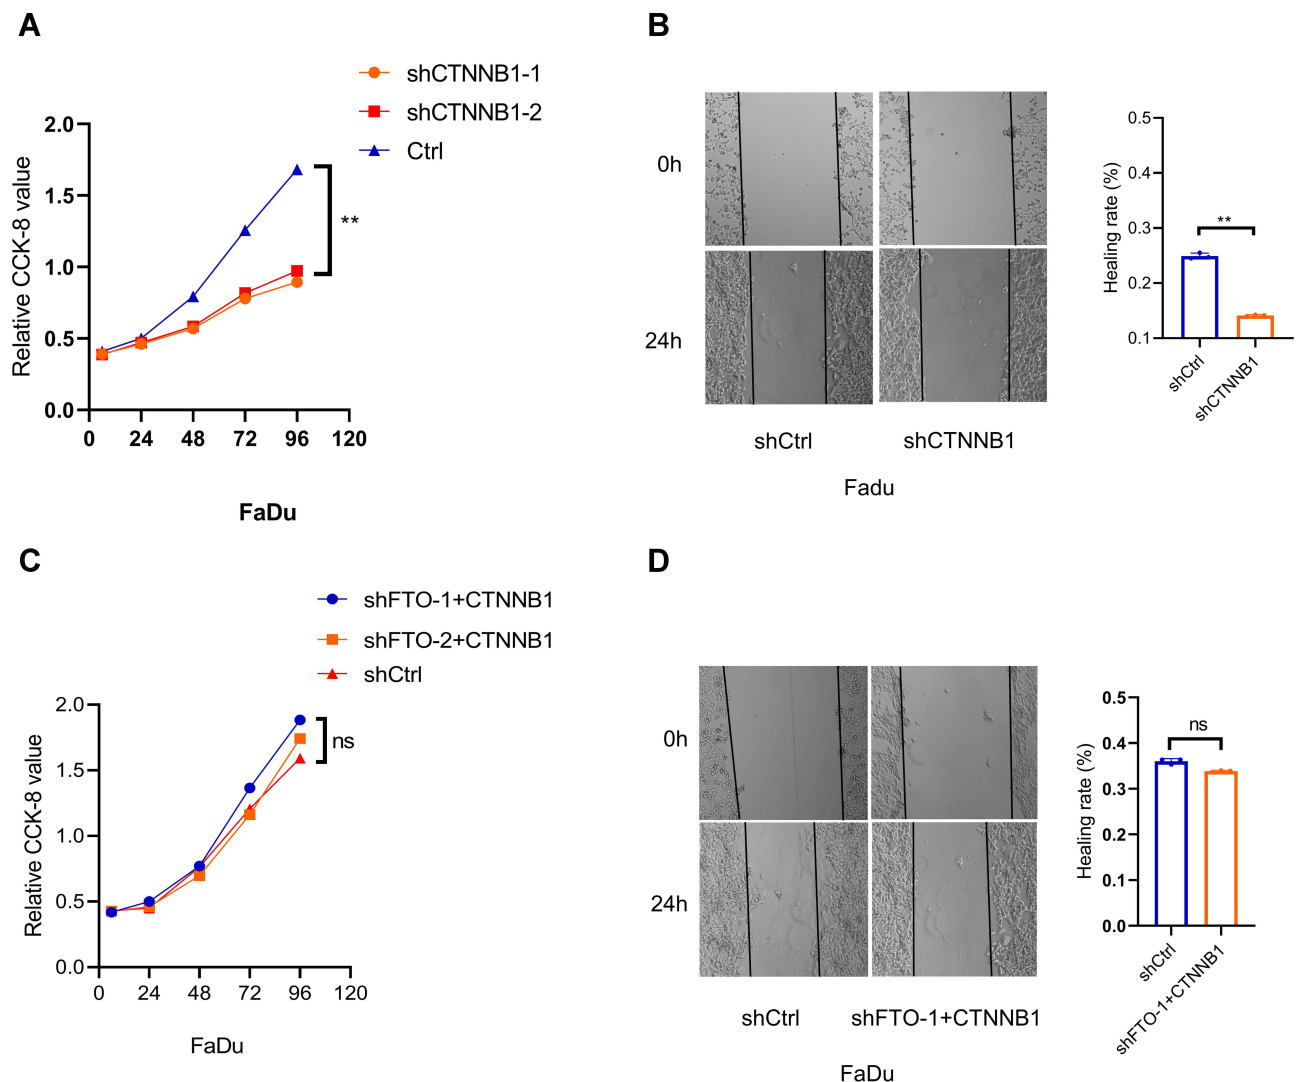 A
shCTNNB1-1
shCTNNB1-2
Ctrl
Relative CCK-8 value
2.0
1.5
1.0
0.5
0.0
**
0 24 48 72 96 120
FaDu
B
0h
24h
shCtrl shCTNNB1
Fadu
Healing rate (%)
0.5
0.4
0.3
0.2
0.1
**
shCtrl
shCTNNB1
C
shFTO-1+CTNNB1
shFTO-2+CTNNB1
shCtrl
Relative CCK-8 value
2.0
1.5
1.0
0.5
0.0
ns
0 24 48 72 96 120
FaDu
D
0h
24h
shCtrl shFTO-1+CTNNB1
FaDu
Healing rate (%)
0.5
0.4
0.3
0.2
0.1
0.0
ns
shCtrl
shFTO-1+CTNNB1